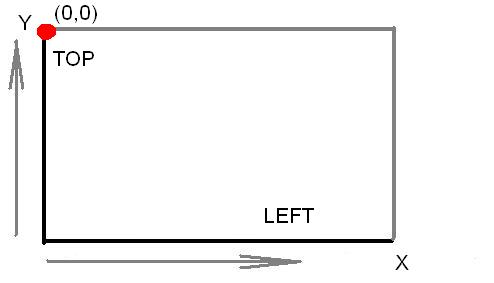 (0,0)
Y
TOP
LEFT
X